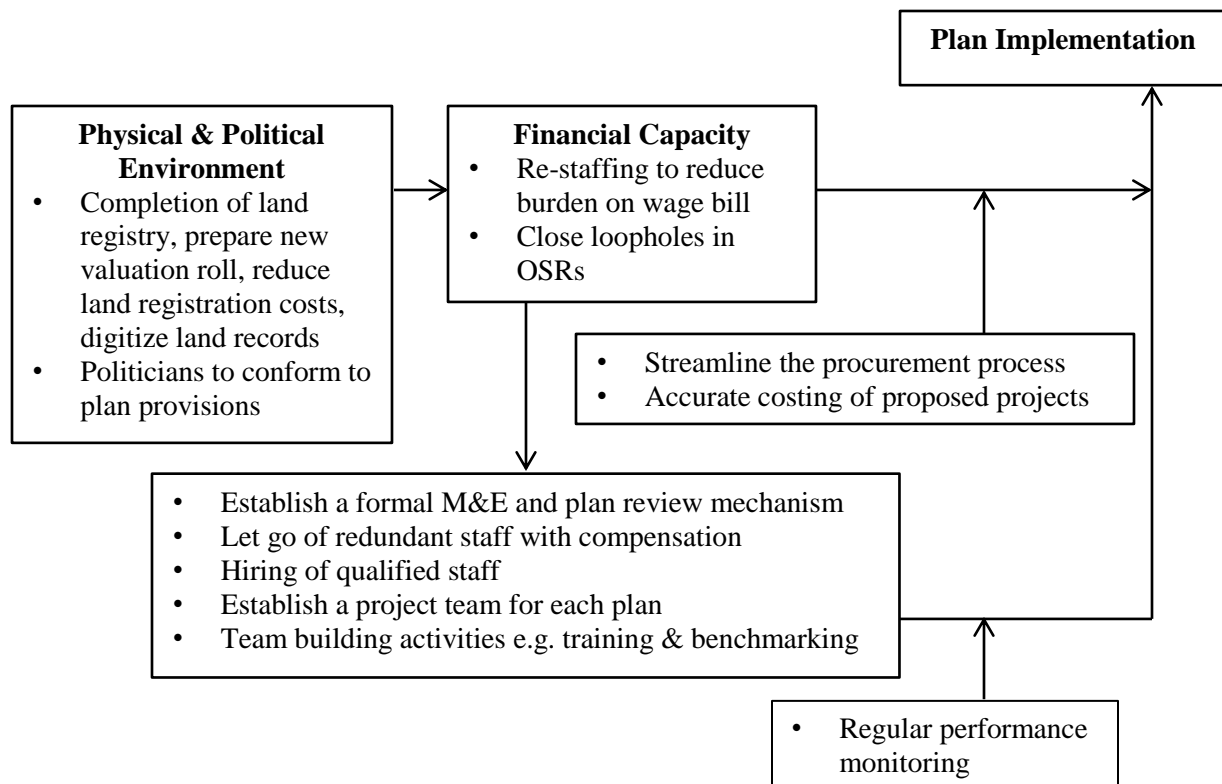 Plan Implementation
Physical & Political
Environment
• Completion of land
registry, prepare new
valuation roll, reduce
land registration costs,
digitize land records
• Politicians to conform to
plan provisions
Financial Capacity
• Re-staffing to reduce
burden on wage bill
• Close loopholes in
OSRs
• Streamline the procurement process
• Accurate costing of proposed projects
• Establish a formal M&E and plan review mechanism
• Let go of redundant staff with compensation
• Hiring of qualified staff
• Establish a project team for each plan
• Team building activities e.g. training & benchmarking
• Regular performance
monitoring